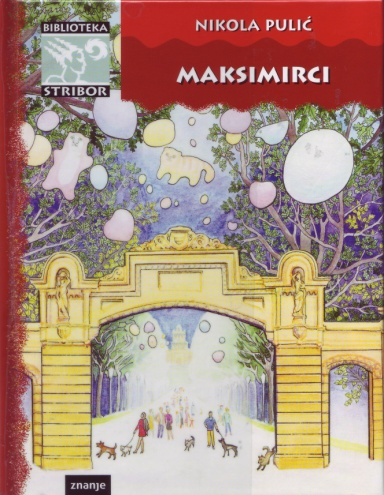 BIBLIOTEKA
STRIBOR
NIKOLA PULIĆ
MAKSIMIRCI
znanje